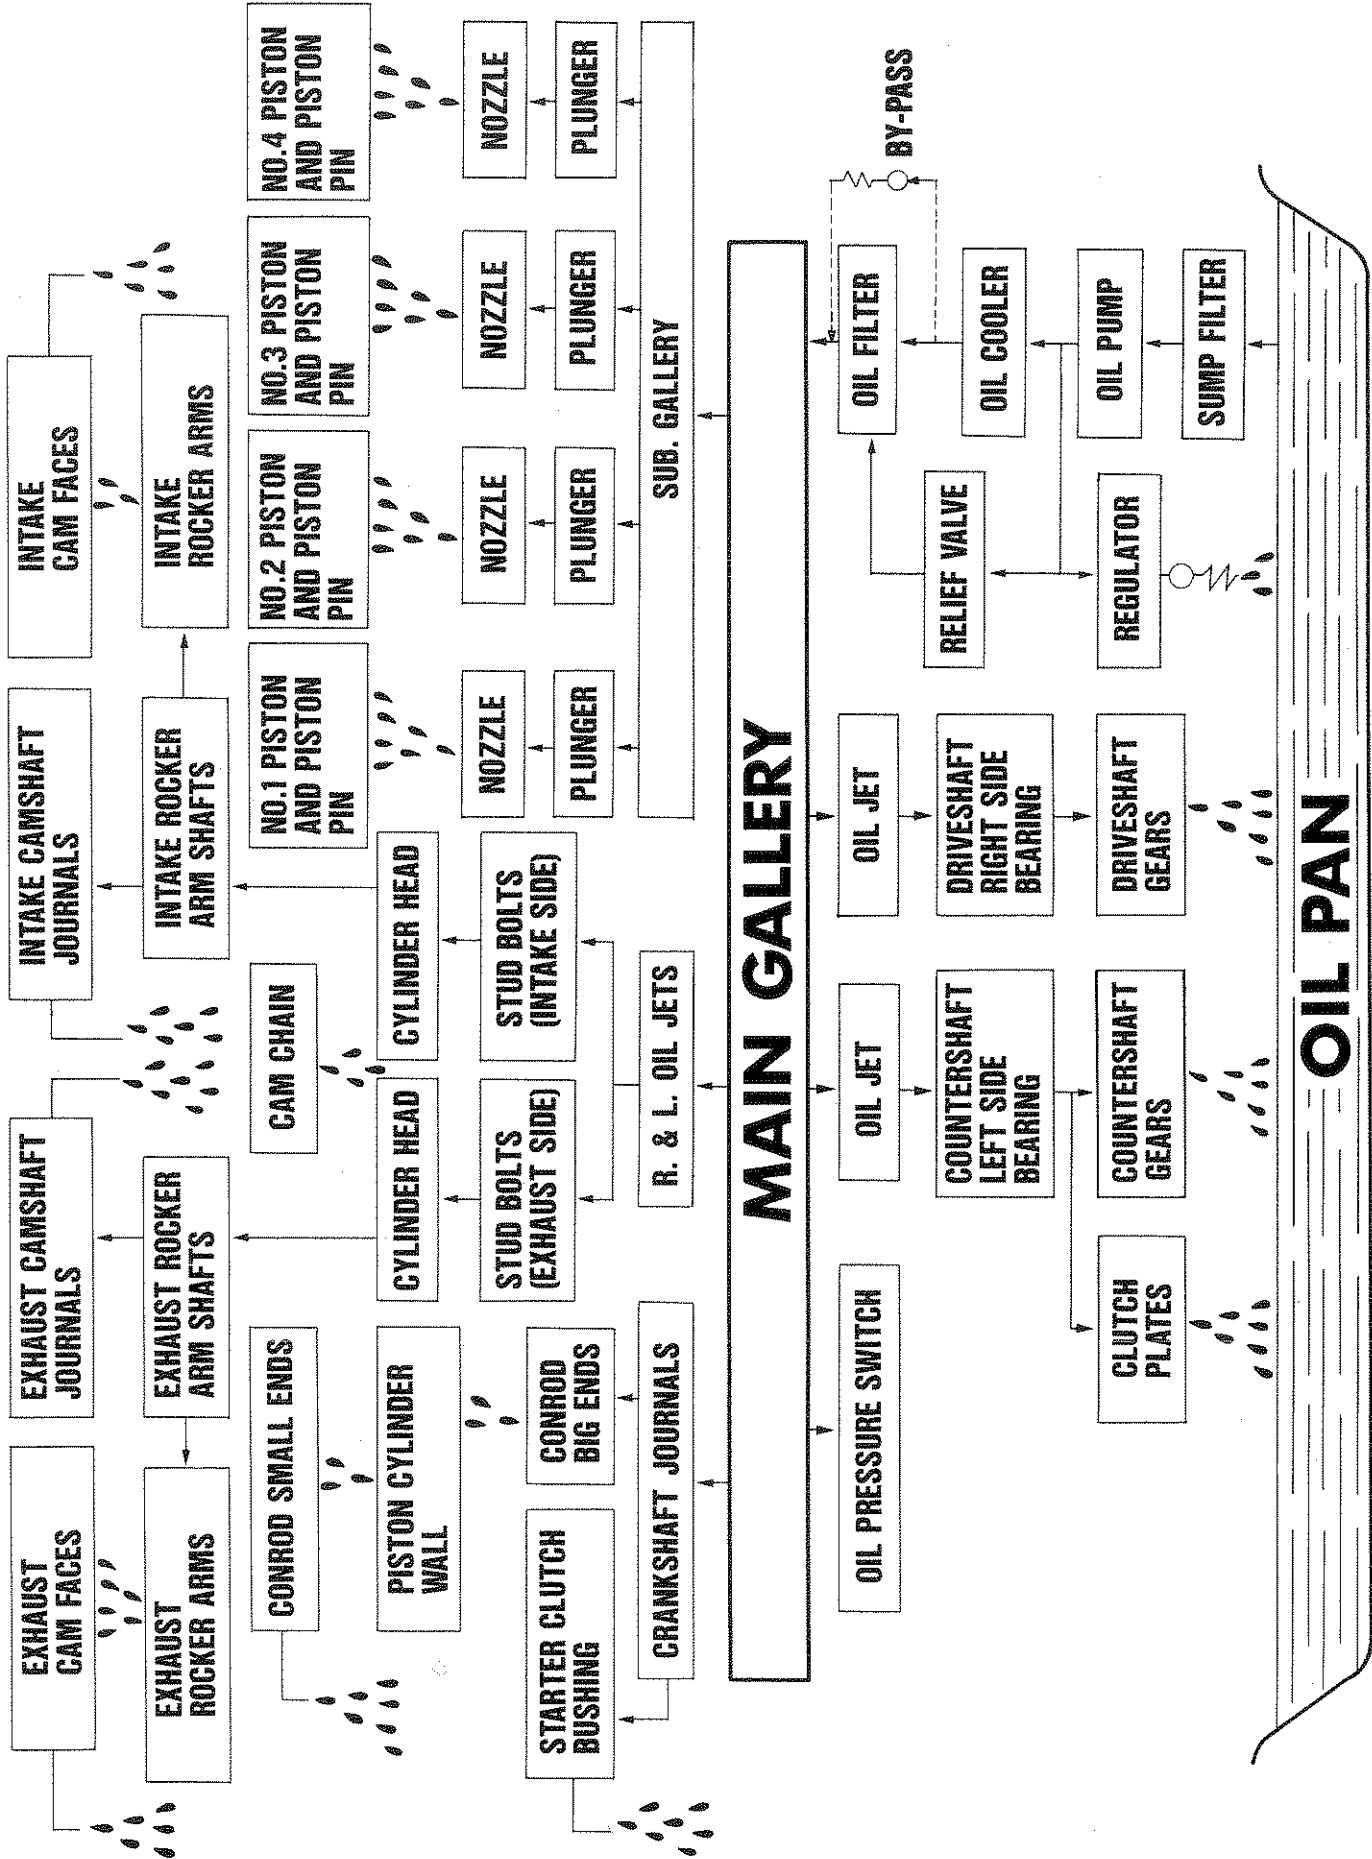 EXHAUST
CAM FACES
EXHAUST CAMSHAFT
JOURNALS
INTAKE CAMSHAFT
JOURNALS
INTAKE
CAM FACES
EXHAUST
ROCKER ARMS
EXHAUST ROCKER
ARM SHAFTS
INTAKE ROCKER
ARM SHAFTS
INTAKE
ROCKER ARMS
CONROD SMALL ENDS
CAM CHAIN
NO.1 PISTON
AND PISTON
PIN
NO.2 PISTON
AND PISTON
PIN
NO.3 PISTON
AND PISTON
PIN
NO.4 PISTON
AND PISTON
PIN
PISTON CYLINDER
WALL
CYLINDER HEAD
CYLINDER HEAD
STARTER CLUTCH
BUSHING
CONROD
BIG ENDS
STUD BOLTS
(EXHAUST SIDE)
STUD BOLTS
(INTAKE SIDE)
NOZZLE
NOZZLE
NOZZLE
NOZZLE
PLUNGER
PLUNGER
PLUNGER
PLUNGER
CRANKSHAFT JOURNALS
R. & L. OIL JETS
SUB. GALLERY
MAIN GALLERY
OIL PRESSURE SWITCH
OIL JET
OIL JET
OIL FILTER
BY-PASS
COUNTERSHAFT
LEFT SIDE
BEARING
DRIVESHAFT
RIGHT SIDE
BEARING
RELIEF VALVE
OIL COOLER
CLUTCH
PLATES
COUNTERSHAFT
GEARS
DRIVESHAFT
GEARS
REGULATOR
OIL PUMP
SUMP FILTER
OIL PAN